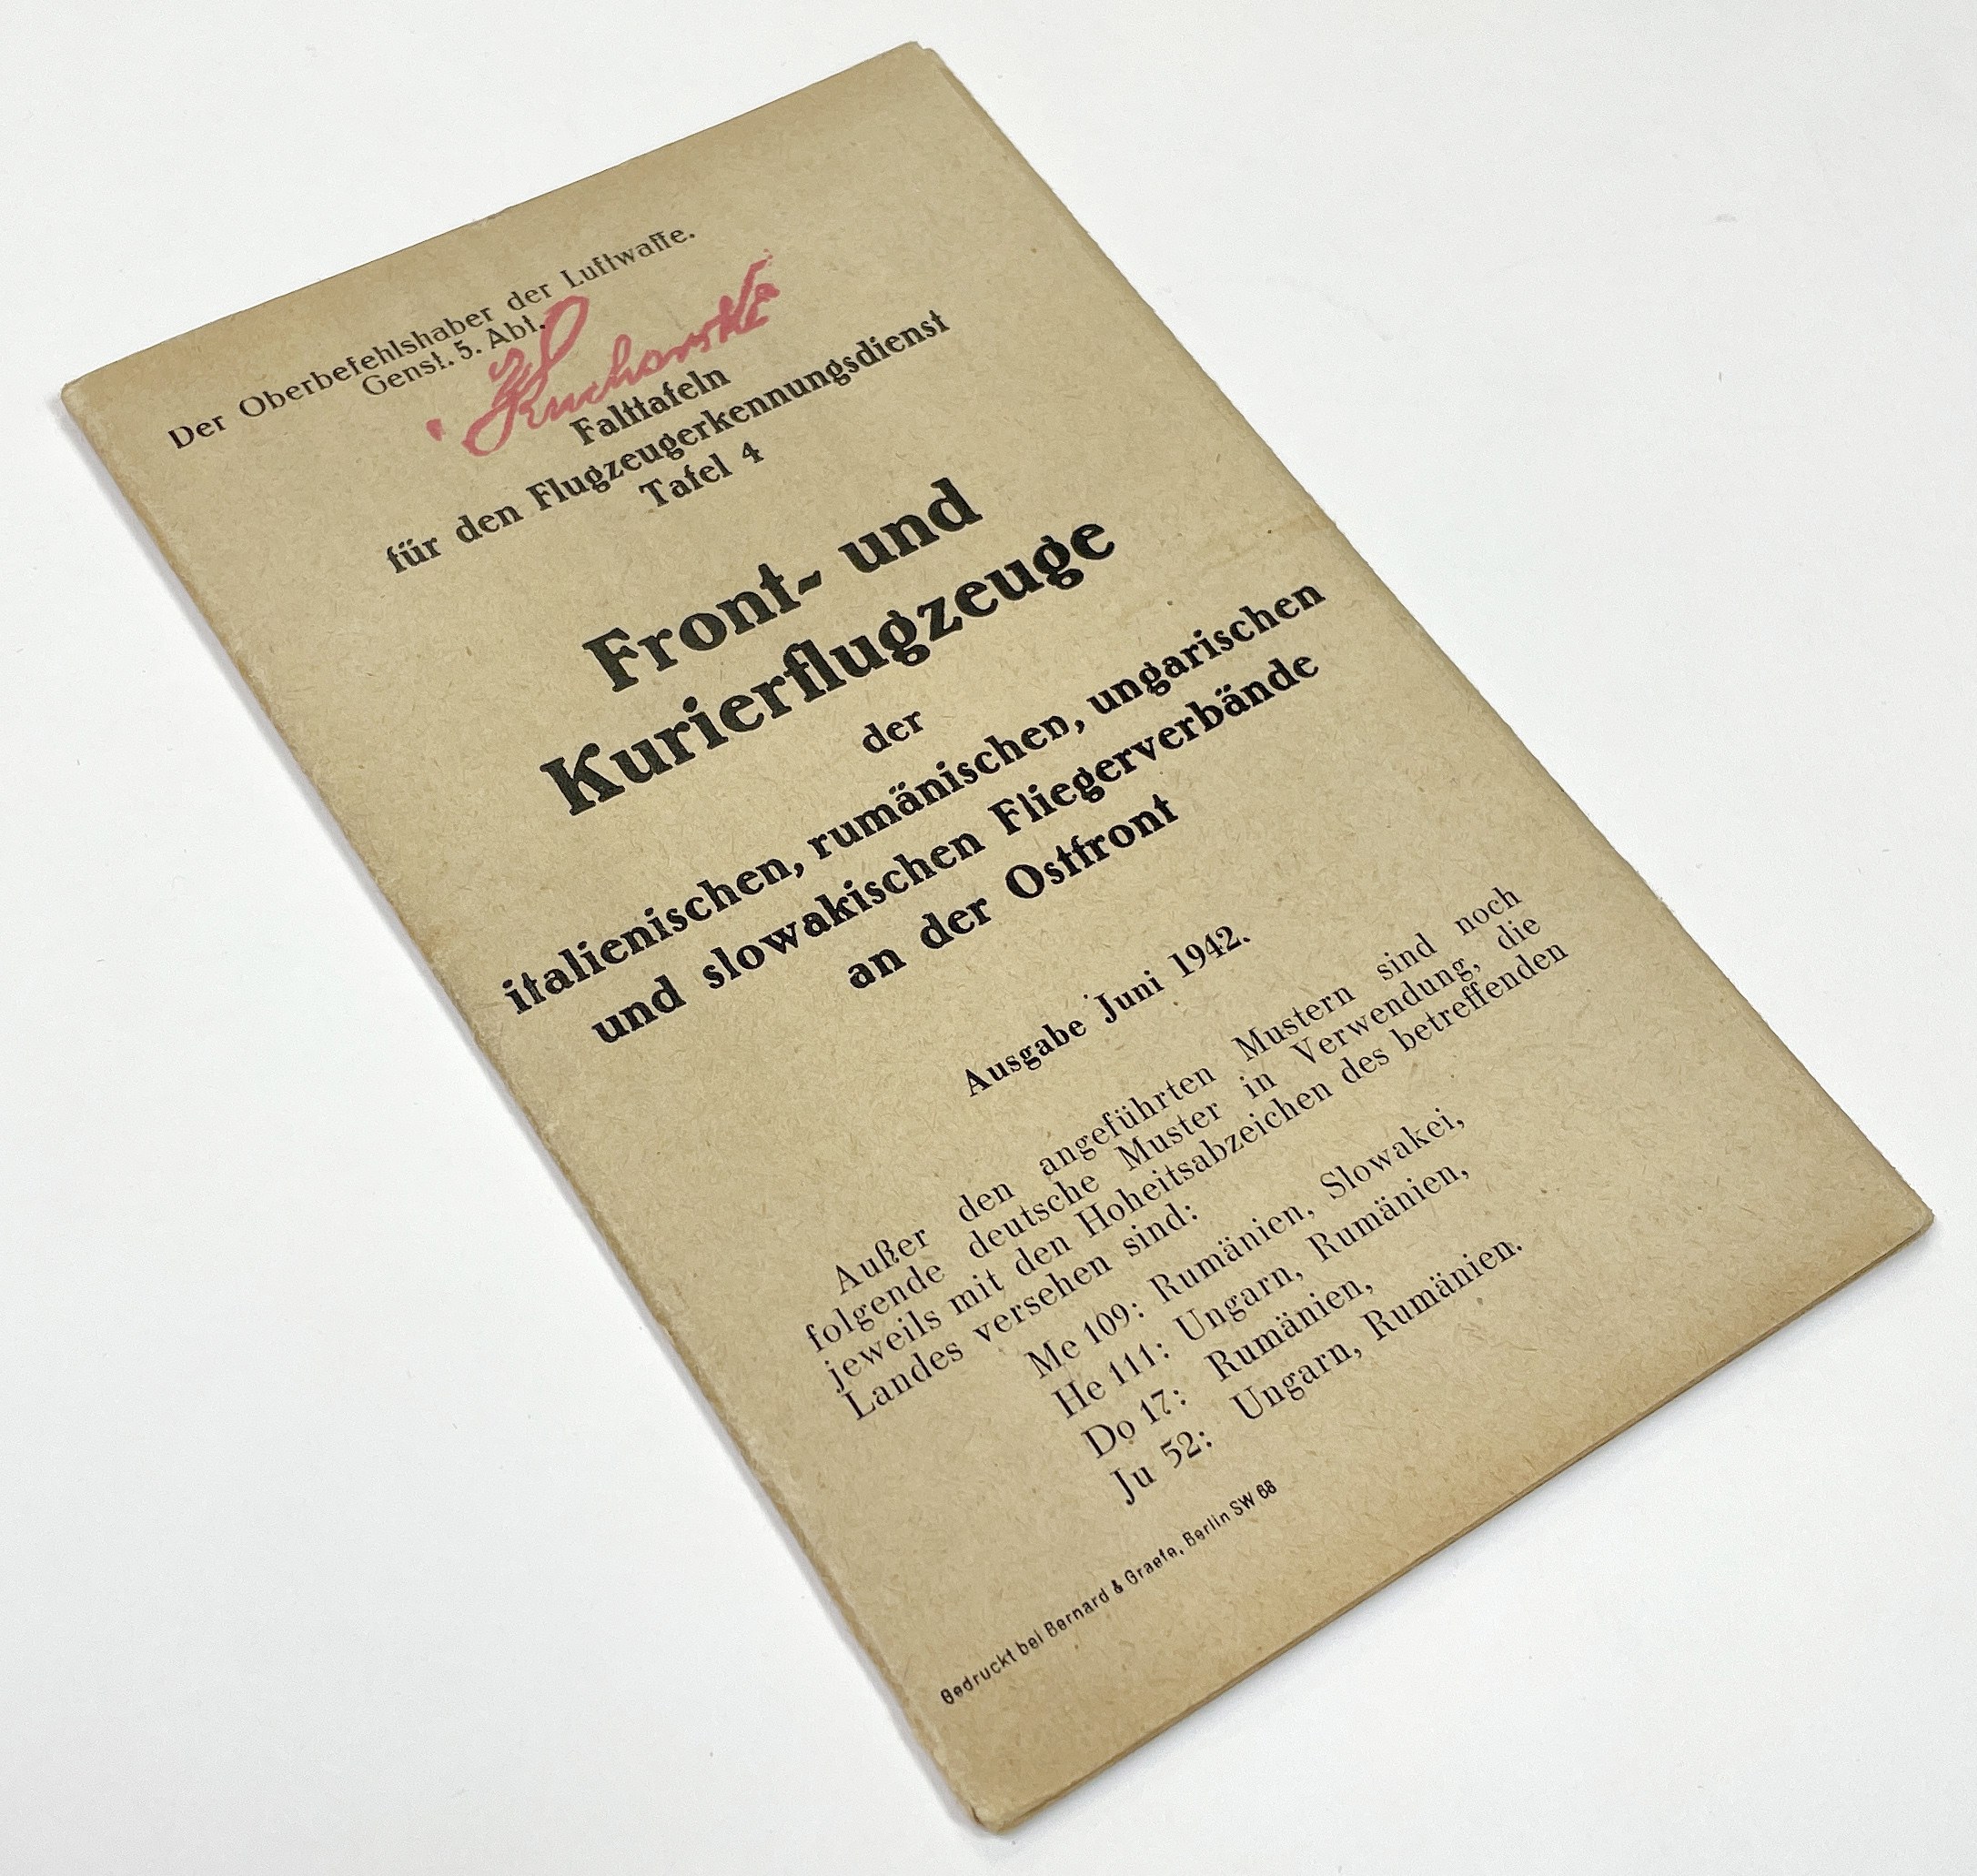 Der Oberbefehlshaber der Luftwaffe.
Genst. 5. Abt.
Falttafeln
für den Flugzeugerkennungsdienst
Tafel 4
Front- und
Kurierflugzeuge
der
italienischen, rumänischen, ungarischen
und slowakischen Fliegerverbände
an der Ostfront
Ausgabe Juni 1942.
Außer den angeführten Mustern sind noch
folgende deutsche Muster in Verwendung, die
jeweils mit den Hoheitsabzeichen des betreffenden
Landes versehen sind:
Me 109: Rumänien, Slowakei,
He 111: Ungarn, Rumänien,
Do 17: Rumänien,
Ju 52: Ungarn, Rumänien.
Gedruckt bei Bernard & Graefe, Berlin SW 68